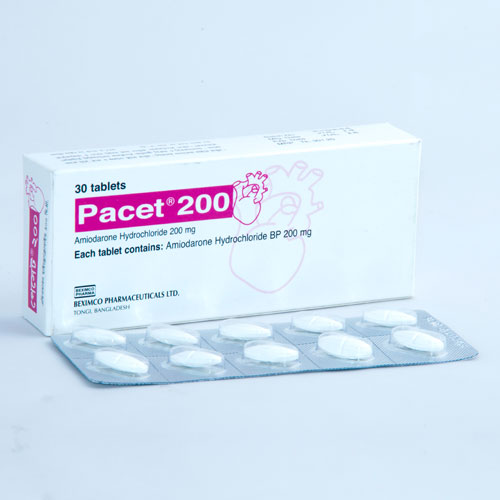 30 tablets
Pacet® 200
Amiodarone Hydrochloride 200 mg
Each tablet contains: Amiodarone Hydrochloride BP 200 mg
BEXIMCO
PHARMA
BEXIMCO PHARMACEUTICALS LTD.
TONGI, BANGLADESH